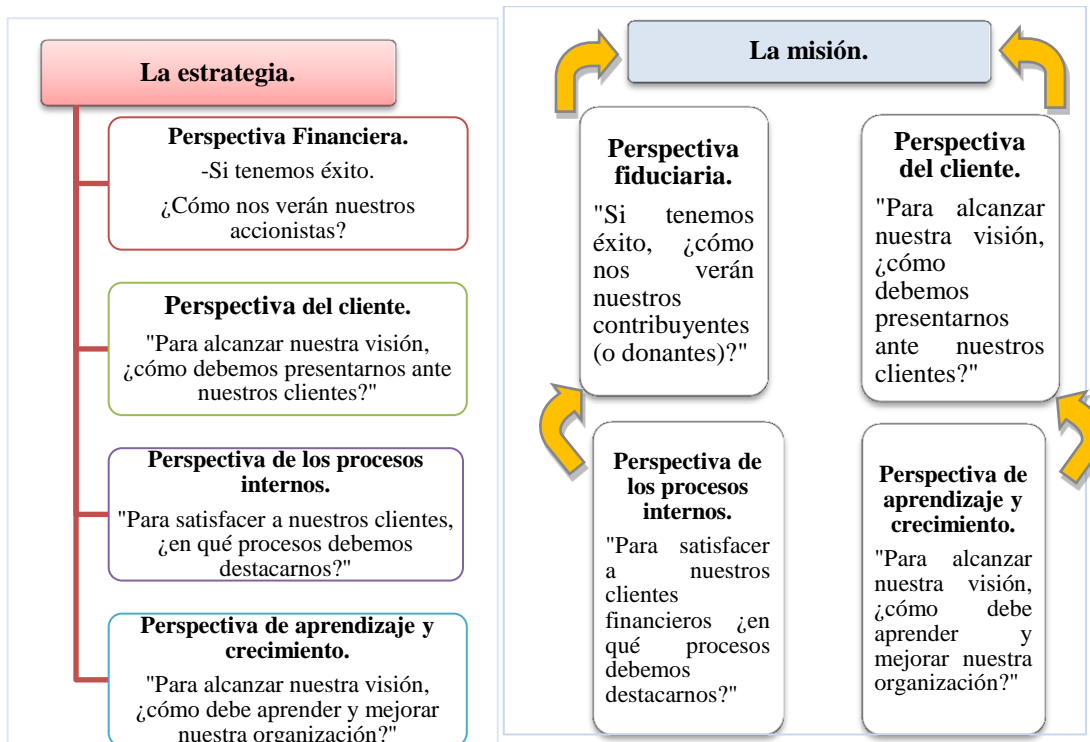 La estrategia.
Perspectiva Financiera.
-Si tenemos éxito.
¿Cómo nos verán nuestros
accionistas?
Perspectiva del cliente.
"Para alcanzar nuestra visión,
¿cómo debemos presentarnos ante
nuestros clientes?"
Perspectiva de los procesos
internos.
"Para satisfacer a nuestros clientes,
¿en qué procesos debemos
destacarnos?"
Perspectiva de aprendizaje y
crecimiento.
"Para alcanzar nuestra visión,
¿cómo debe aprender y mejorar
nuestra organización?"
La misión.
Perspectiva
fiduciaria.
"Si tenemos
éxito, ¿cómo
nos verán
nuestros
contribuyentes
(o donantes)?"
Perspectiva
del cliente.
"Para alcanzar
nuestra visión,
¿cómo
debemos
presentarnos
ante nuestros
clientes?"
Perspectiva de
los procesos
internos.
"Para satisfacer
a nuestros
clientes
financieros ¿en
qué procesos
debemos
destacarnos?"
Perspectiva de
aprendizaje y
crecimiento.
"Para alcanzar
nuestra visión,
¿cómo debe
aprender y
mejorar nuestra
organización?"